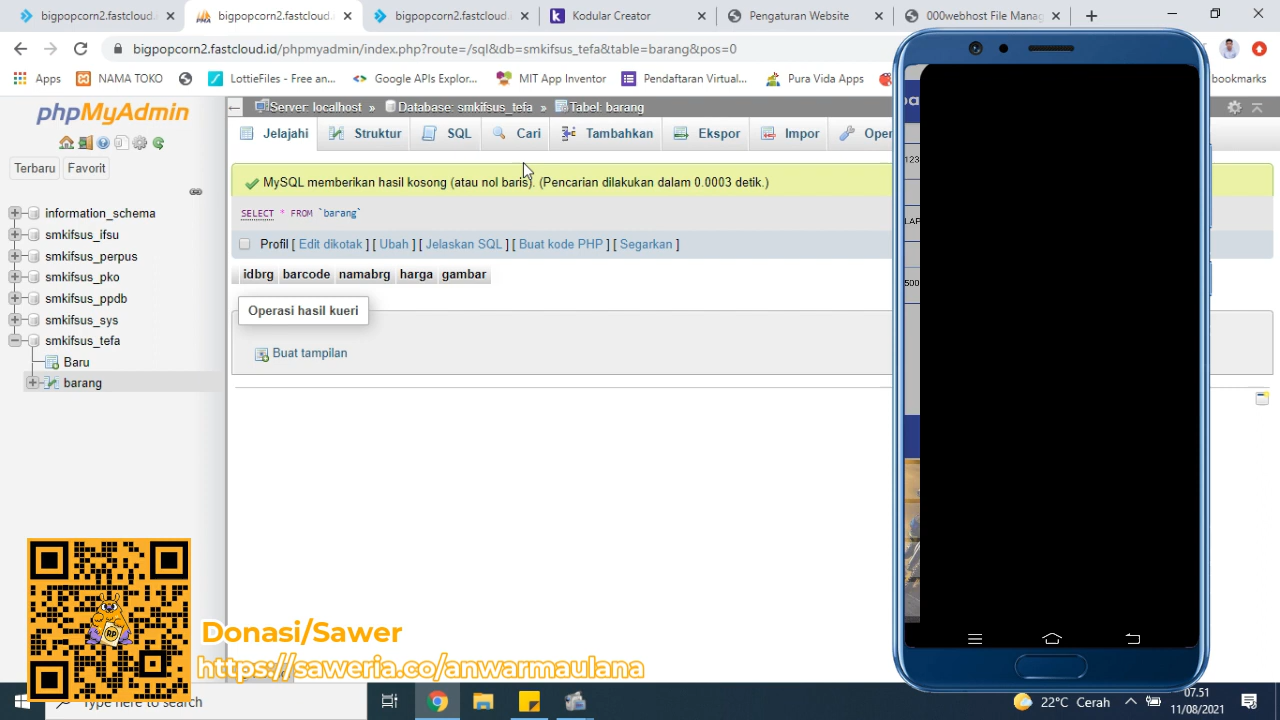 bigpopcorn2.fastcloud.
bigpopcorn2.fastcloud.
bigpopcorn2.fastcloud.
Kodular Creator
Pengaturan Website
000webhost File Mana
bigpopcorn2.fastcloud.id/phpmyadmin/index.php?route=/sql&db=smkifsus_tefa&table=barang&pos=0
Apps
NAMA TOKO
LottieFiles - Free an...
Google APIs Explor...
MIT App Inventor
Pendaftaran Virtual...
Pura Vida Apps
bookmarks
phpMyAdmin
Terbaru
Favorit
information_schema
smkifsus_ifsu
smkifsus_perpus
smkifsus_pko
smkifsus_ppdb
smkifsus_sys
smkifsus_tefa
Baru
barang
Server: localhost » Database: smkifsus_tefa » Tabel: barang
Jelajahi
Struktur
SQL
Cari
Tambahkan
Ekspor
Impor
Oper
MySQL memberikan hasil kosong (atau nol baris). (Pencarian dilakukan dalam 0.0003 detik.)
SELECT * FROM `barang`
Profil [ Edit dikotak ] [ Ubah ] [ Jelaskan SQL ] [ Buat kode PHP ] [ Segarkan ]
idbrg barcode namabrg harga gambar
Operasi hasil kueri
Buat tampilan
123
LAP
500
RP
Donasi/Sawer
https://saweria.co/anwarmaulana
Type here to search
22°C Cerah
07.51
11/08/2021